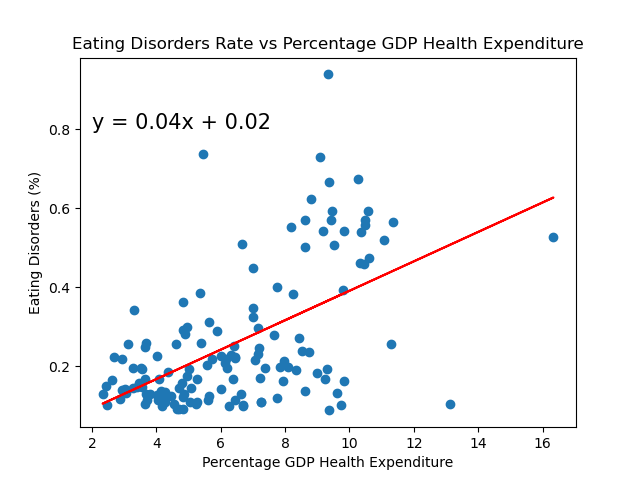 Eating Disorders Rate vs Percentage GDP Health Expenditure
y = 0.04x + 0.02
0.8
0.6
0.4
0.2
Eating Disorders (%)
2 4 6 8 10 12 14 16
Percentage GDP Health Expenditure